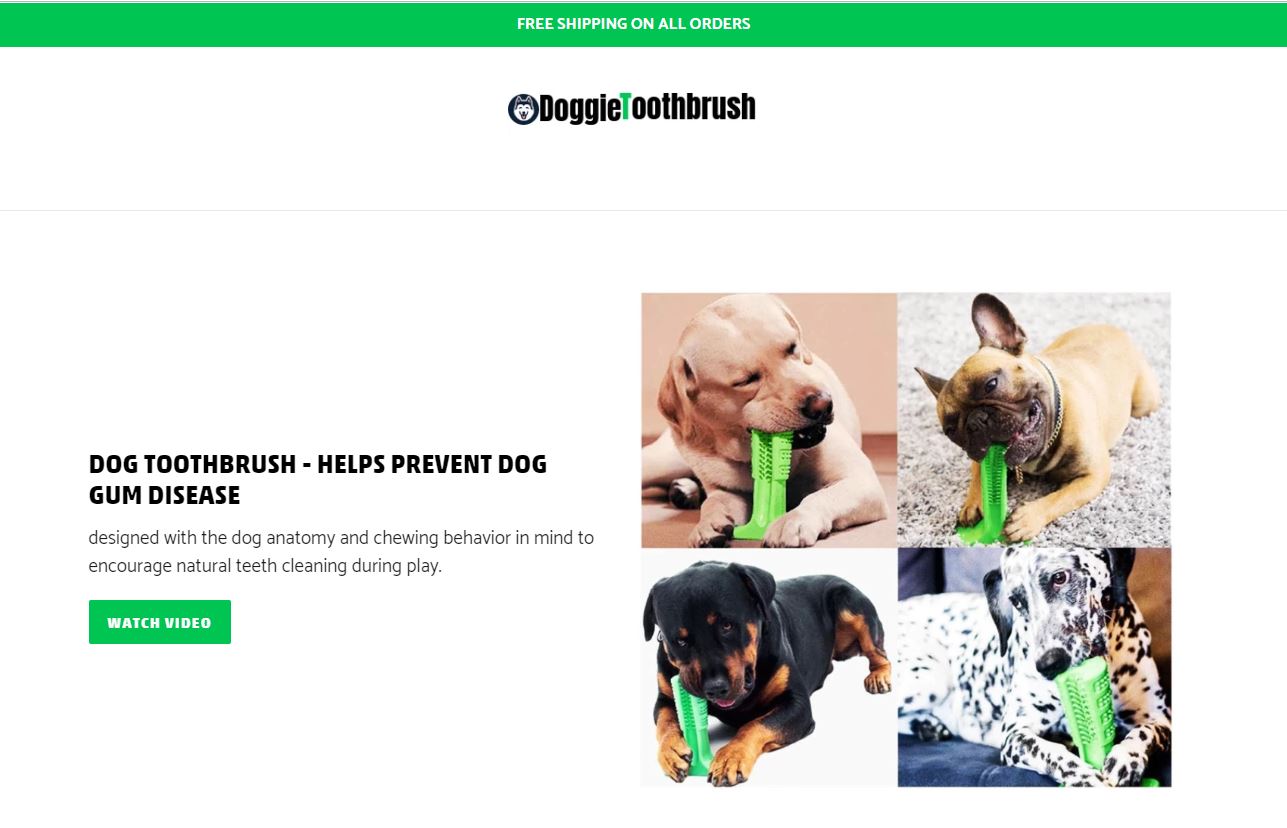 FREE SHIPPING ON ALL ORDERS
DoggieToothbrush
DOG TOOTHBRUSH - HELPS PREVENT DOG
GUM DISEASE
designed with the dog anatomy and chewing behavior in mind to
encourage natural teeth cleaning during play.
WATCH VIDEO